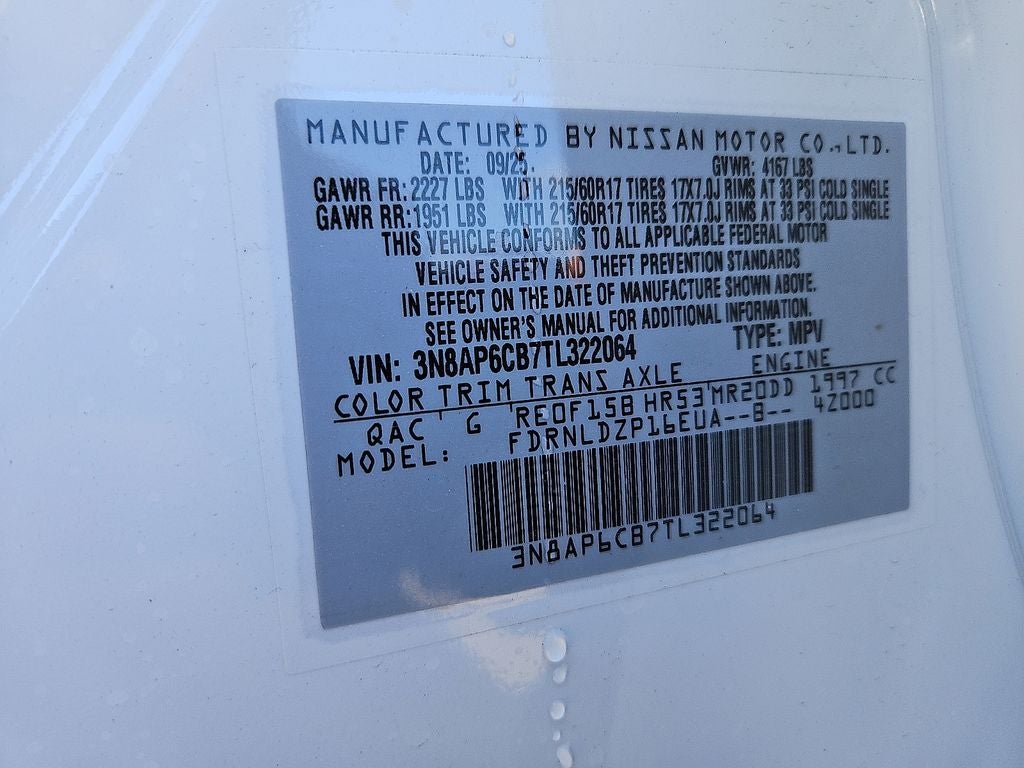 MANUFACTURED BY NISSAN MOTOR CO., LTD.
DATE: 09/25. GVWR: 4167 LBS
GAWR FR: 2227 LBS WITH 215/60R17 TIRES 17X7.0J RIMS AT 33 PSI COLD SINGLE
GAWR RR: 1951 LBS WITH 215/60R17 TIRES 17X7.0J RIMS AT 33 PSI COLD SINGLE
THIS VEHICLE CONFORMS TO ALL APPLICABLE FEDERAL MOTOR
VEHICLE SAFETY AND THEFT PREVENTION STANDARDS
IN EFFECT ON THE DATE OF MANUFACTURE SHOWN ABOVE.
SEE OWNER'S MANUAL FOR ADDITIONAL INFORMATION.
VIN: 3N8AP6CB7TL322064 TYPE: MPV
COLOR TRIM TRANS AXLE ENGINE
QAC G RE0F15B HR53 MR20DD 1997 CC
MODEL: FDRNLDZP16EUA--B-- 42000
3N8AP6CB7TL322064